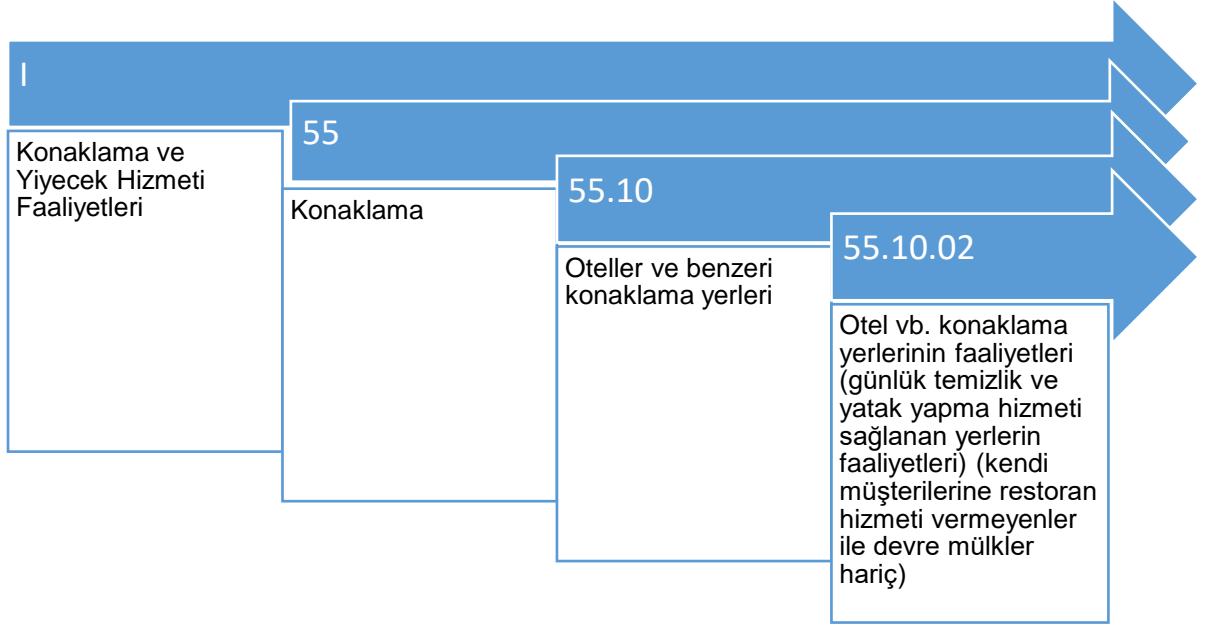 I
Konaklama ve
Yiyecek Hizmeti
Faaliyetleri
55
Konaklama
55.10
Oteller ve benzeri
konaklama yerleri
55.10.02
Otel vb. konaklama
yerlerinin faaliyetleri
(günlük temizlik ve
yatak yapma hizmeti
sağlanan yerlerin
faaliyetleri) (kendi
müşterilerine restoran
hizmeti vermeyenler
ile devre mülkler
hariç)